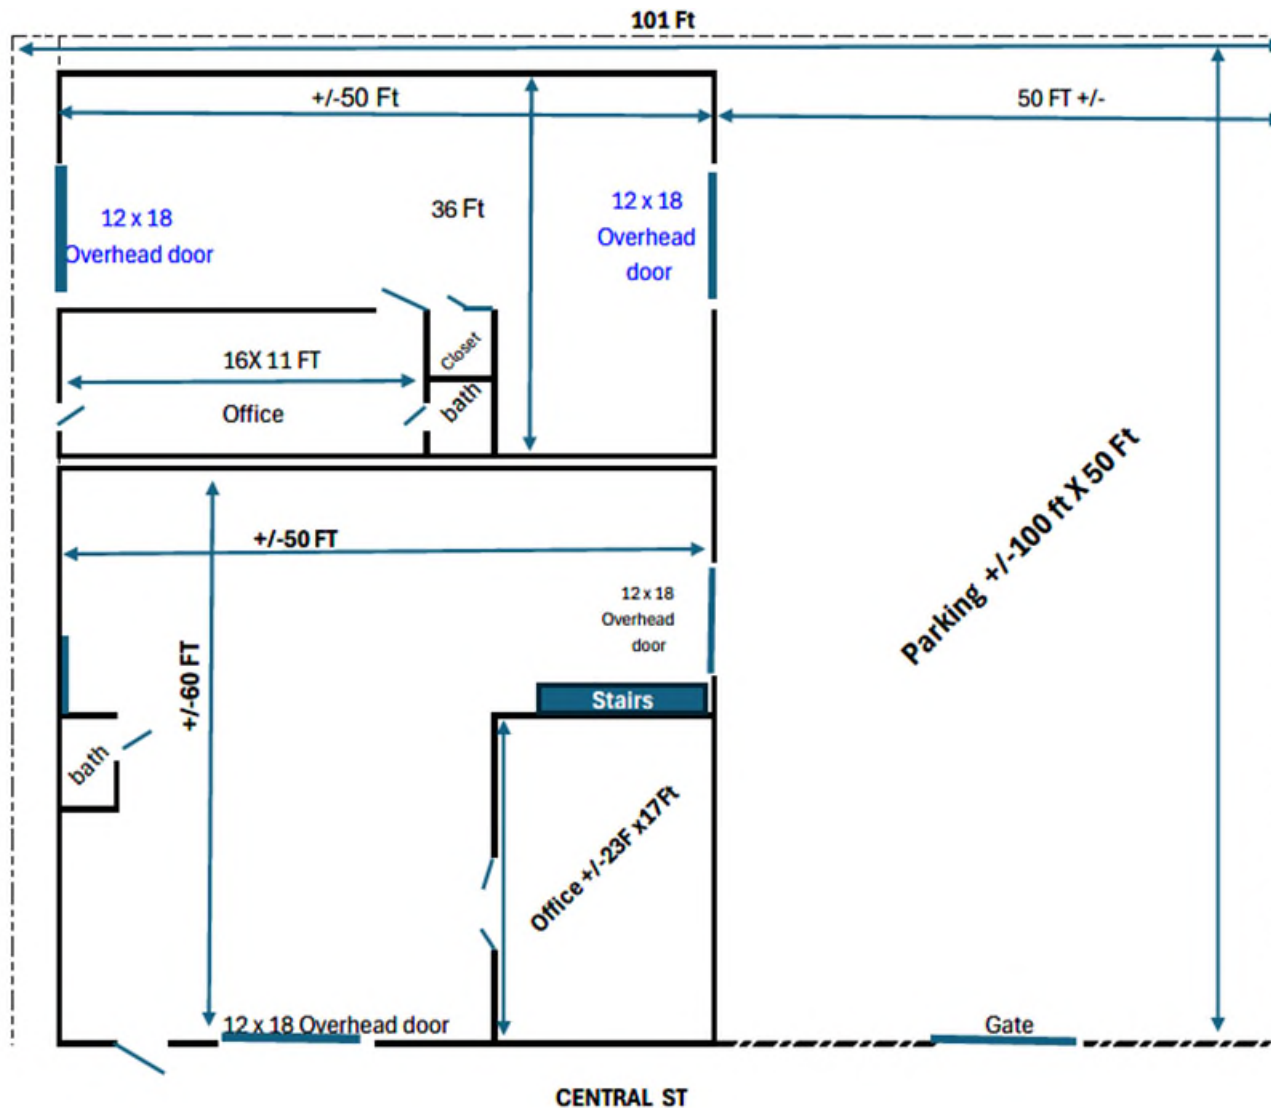 101 Ft
+/-50 Ft
50 FT +/-
12 x 18
Overhead door
36 Ft
12 x 18
Overhead
door
16X 11 FT
Office
Closet
bath
+/-50 FT
+/-60 FT
12 x 18
Overhead
door
Stairs
bath
Office +/-23F x17Ft
Parking +/-100 ft X 50 Ft
12 x 18 Overhead door
Gate
CENTRAL ST